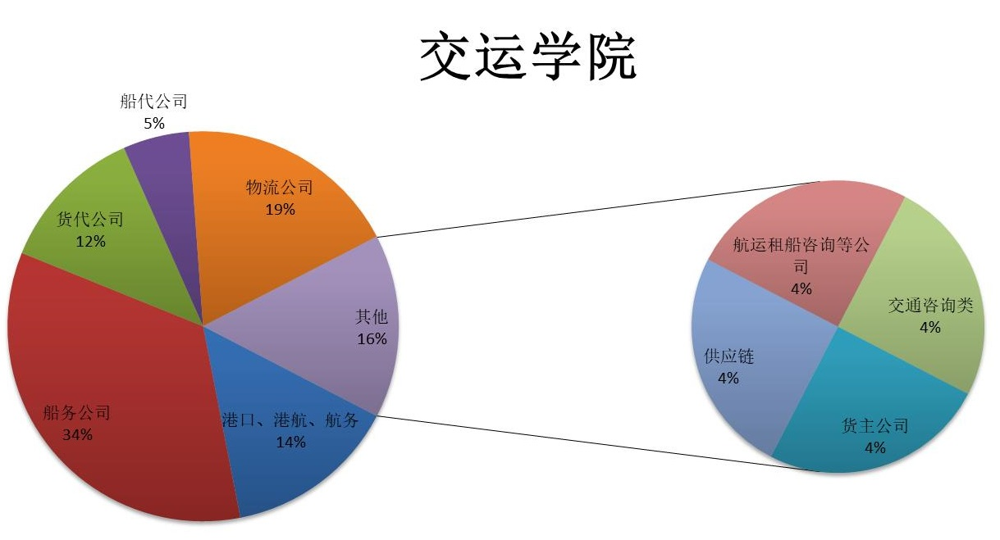 交运学院
船代公司
5%
物流公司
19%
货代公司
12%
其他
16%
船务公司
34%
港口、港航、航务
14%
航运租船咨询等公
司
4%
交通咨询类
4%
供应链
4%
货主公司
4%